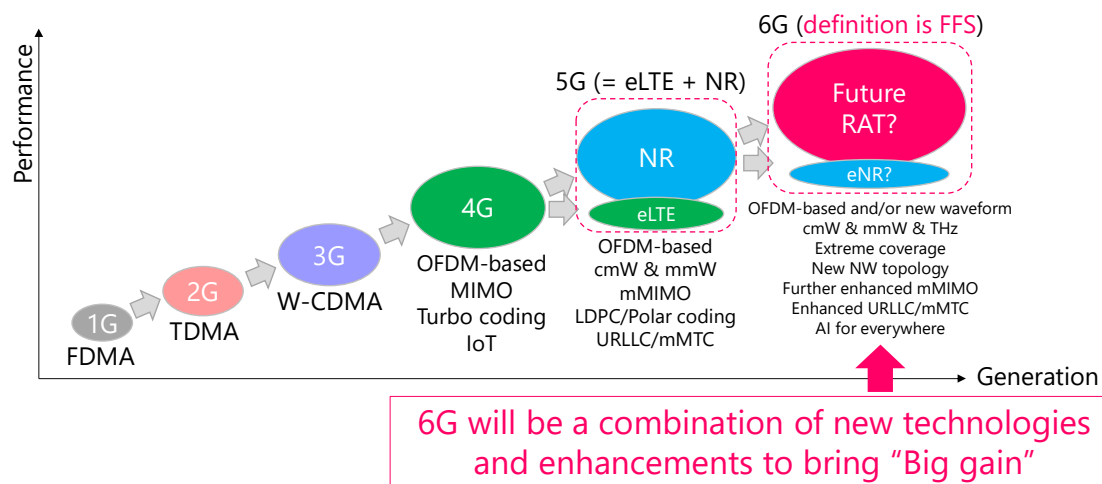 Performance
1G
FDMA
2G
TDMA
3G
W-CDMA
4G
OFDM-based
MIMO
Turbo coding
IoT
5G (= eLTE + NR)
NR
eLTE
OFDM-based
cmW & mmW
mMIMO
LDPC/Polar coding
URLLC/mMTC
6G (definition is FFS)
Future
RAT?
eNR?
OFDM-based and/or new waveform
cmW & mmW & THz
Extreme coverage
New NW topology
Further enhanced mMIMO
Enhanced URLLC/mMTC
AI for everywhere
Generation
6G will be a combination of new technologies
and enhancements to bring “Big gain”